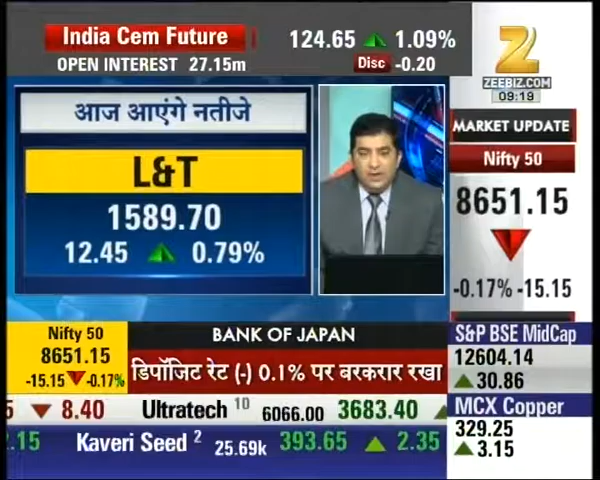 India Cem Future
124.65 1.09%
OPEN INTEREST 27.15m
Disc -0.20
Z
ZEEBIZ.COM
09:19
आज आएंगे नतीजे
L&T
1589.70
12.45 0.79%
MARKET UPDATE
Nifty 50
8651.15
-0.17% -15.15
Nifty 50
8651.15
-15.15 -0.17%
BANK OF JAPAN
डिपॉजिट रेट (-) 0.1% पर बरकरार रखा
S&P BSE MidCap
12604.14
30.86
MCX Copper
329.25
3.15
5 8.40 Ultratech 10 6066.00 3683.40
.15 Kaveri Seed 2 25.69k 393.65 2.35